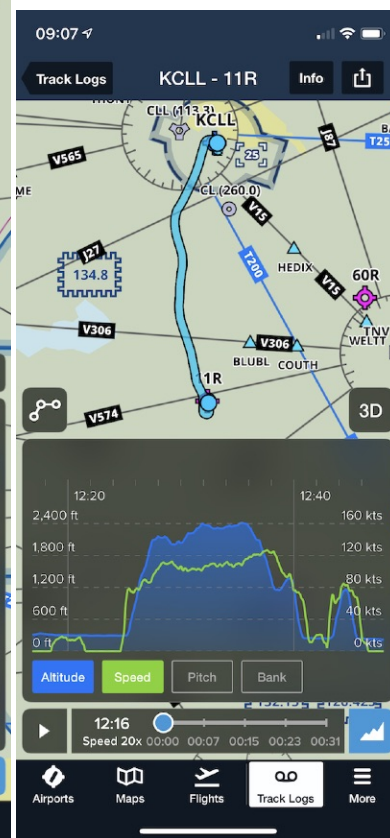 09:07
Track Logs
KCLL - 11R
Info
CLL (113.3)
KCLL
J87
T25
25
V565
ME
CL (260.0)
V15
J27
134.8
HEDIX
T200
60R
V15
TNV
WELTT
V306
V306
BLUBL
COUTH
1R
V574
3D
12:20
12:40
2,400 ft
160 kts
1,800 ft
120 kts
1,200 ft
80 kts
600 ft
40 kts
0 ft
0 kts
Altitude
Speed
Pitch
Bank
12:16
Speed 20x
00:00 00:07 00:15 00:23 00:31
Airports
Maps
Flights
Track Logs
More